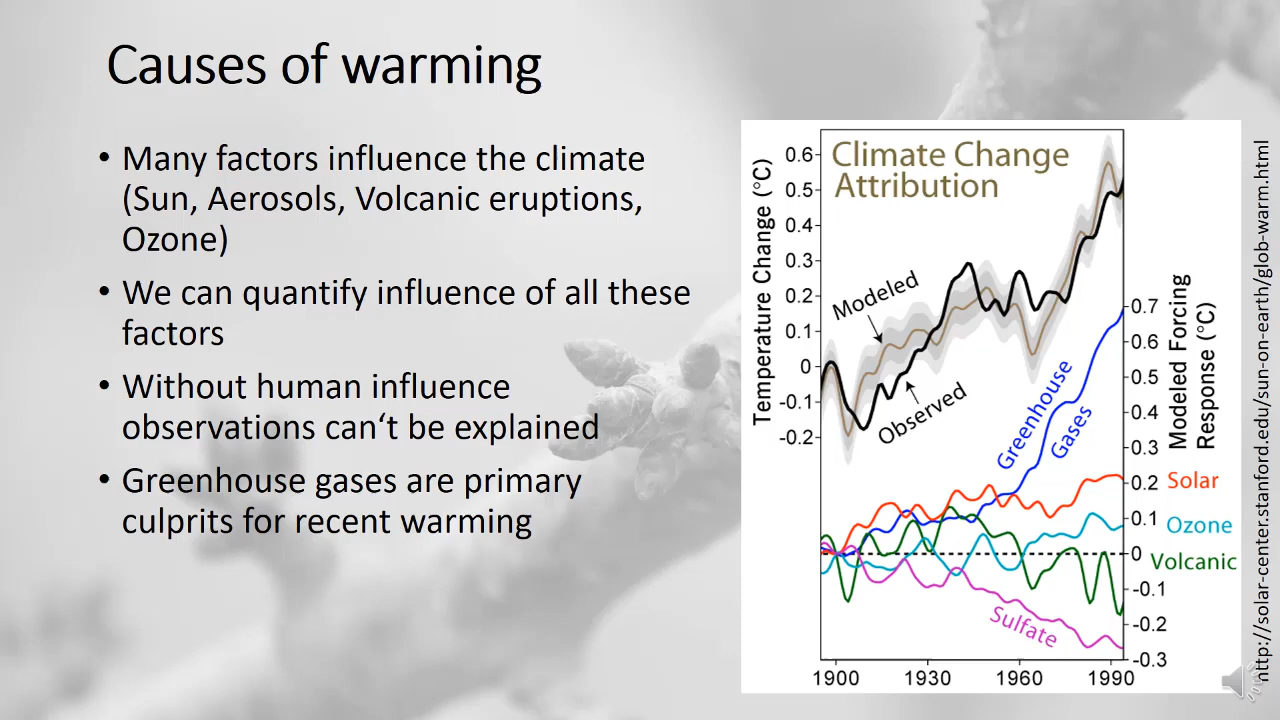 Causes of warming
• Many factors influence the climate
(Sun, Aerosols, Volcanic eruptions,
Ozone)
• We can quantify influence of all these
factors
• Without human influence
observations can‘t be explained
• Greenhouse gases are primary
culprits for recent warming
Climate Change
Attribution
Temperature Change (°C)
0.6
0.5
0.4
0.3
0.2
0.1
0
-0.1
-0.2
Modeled
Observed
Greenhouse
Gases
Modeled Forcing
Response (°C)
0.7
0.6
0.5
0.4
0.3
0.2
0.1
0
-0.1
-0.2
-0.3
Solar
Ozone
Volcanic
Sulfate
1900
1930
1960
1990
http://solar-center.stanford.edu/sun-on-earth/glob-warm.html